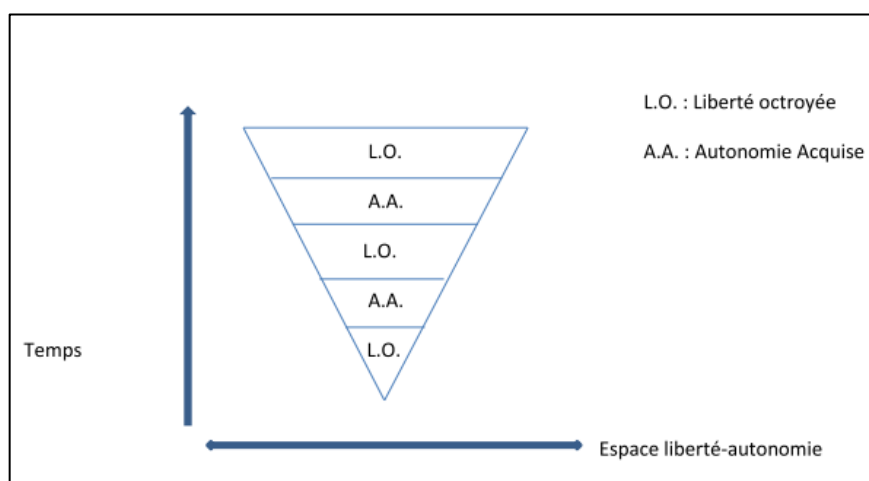 L.O. : Liberté octroyée
L.O.
A.A. : Autonomie Acquise
A.A.
L.O.
A.A.
L.O.
Temps
Espace liberté-autonomie